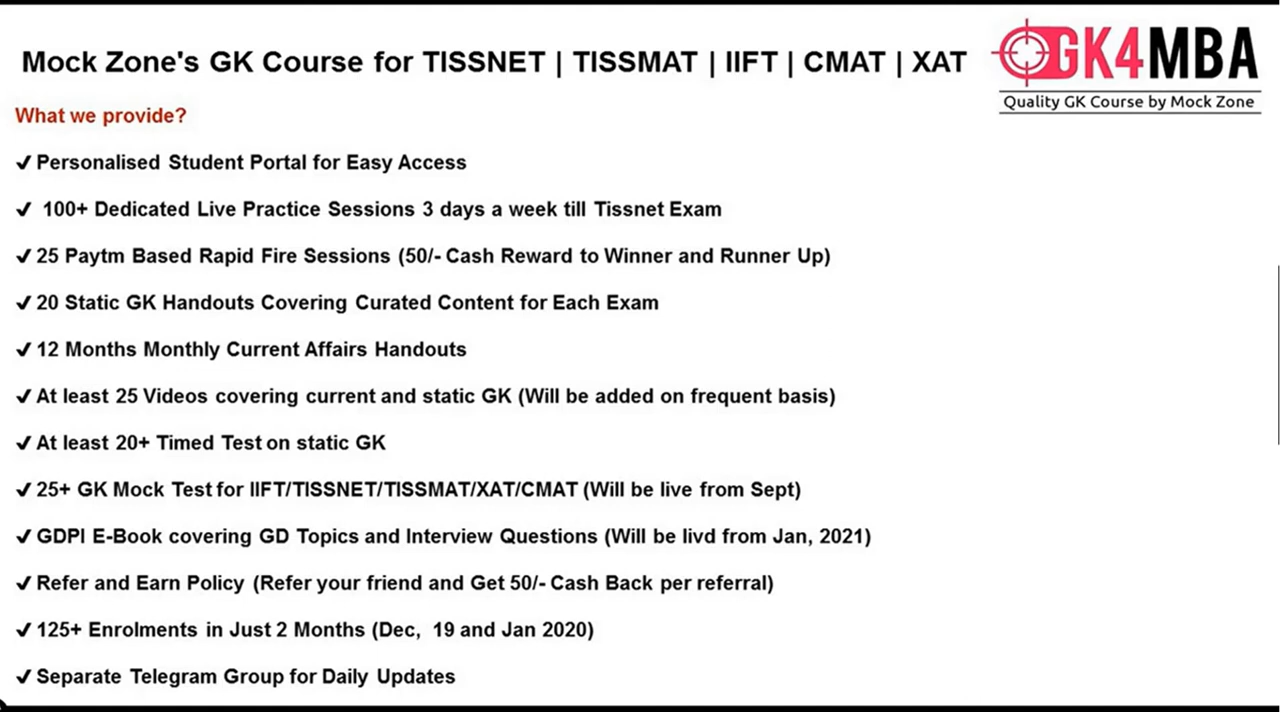 Mock Zone's GK Course for TISSNET | TISSMAT | IIFT | CMAT | XAT
GK4MBA
Quality GK Course by Mock Zone
What we provide?
✓ Personalised Student Portal for Easy Access
✓ 100+ Dedicated Live Practice Sessions 3 days a week till Tissnet Exam
✓ 25 Paytm Based Rapid Fire Sessions (50/- Cash Reward to Winner and Runner Up)
✓ 20 Static GK Handouts Covering Curated Content for Each Exam
✓ 12 Months Monthly Current Affairs Handouts
✓ At least 25 Videos covering current and static GK (Will be added on frequent basis)
✓ At least 20+ Timed Test on static GK
✓ 25+ GK Mock Test for IIFT/TISSNET/TISSMAT/XAT/CMAT (Will be live from Sept)
✓ GDPI E-Book covering GD Topics and Interview Questions (Will be livd from Jan, 2021)
✓ Refer and Earn Policy (Refer your friend and Get 50/- Cash Back per referral)
✓ 125+ Enrolments in Just 2 Months (Dec, 19 and Jan 2020)
✓ Separate Telegram Group for Daily Updates